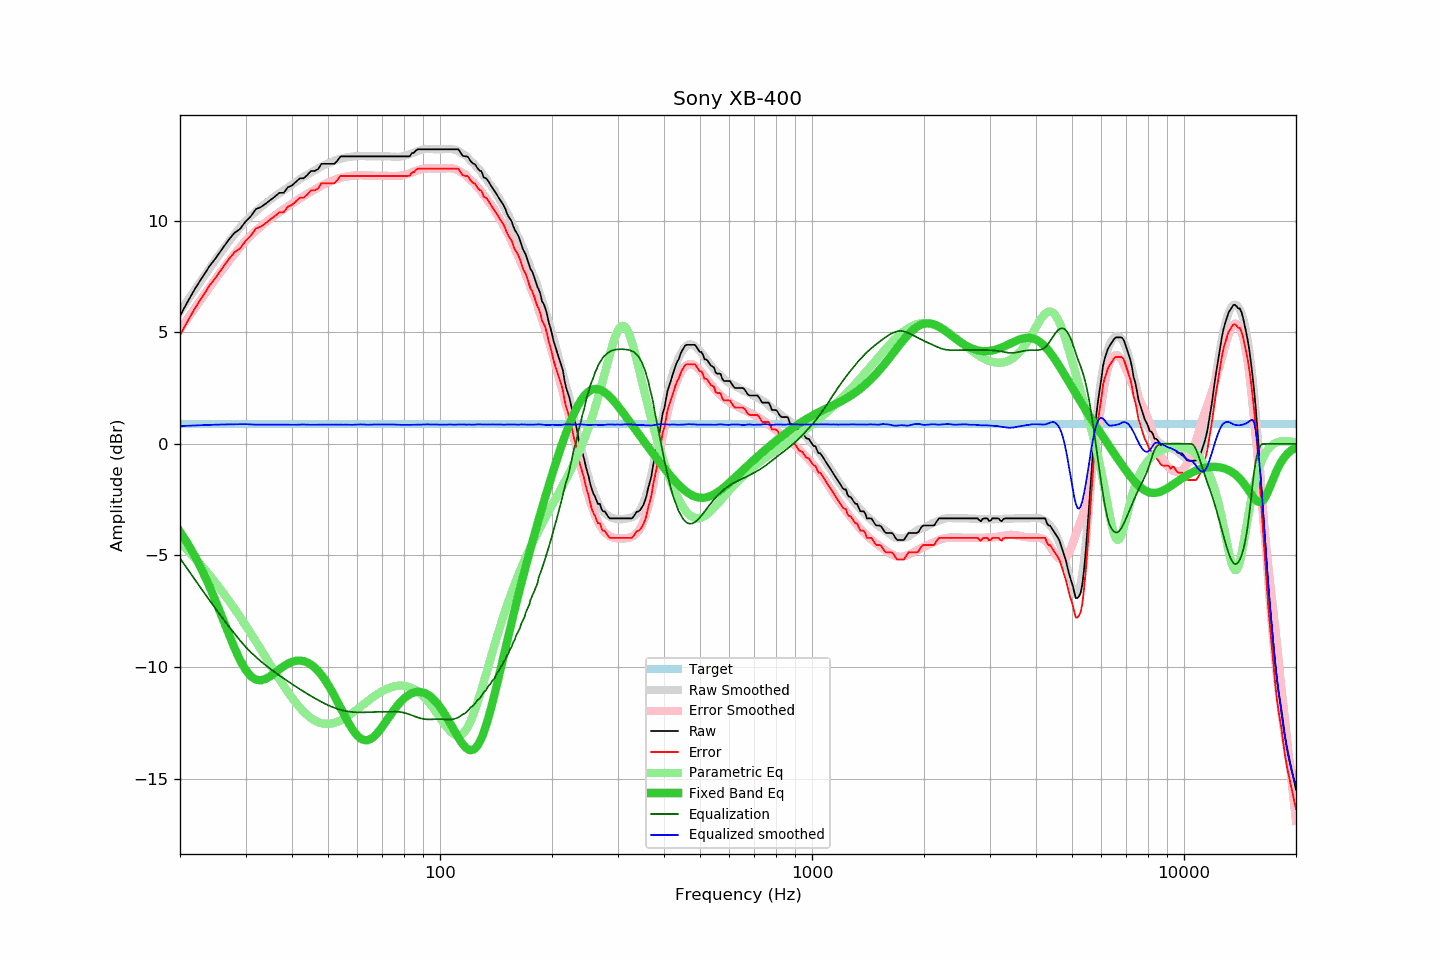 Sony XB-400
Amplitude (dBr)
10
5
0
−5
−10
−15
Target
Raw Smoothed
Error Smoothed
Raw
Error
Parametric Eq
Fixed Band Eq
Equalization
Equalized smoothed
100
1000
10000
Frequency (Hz)